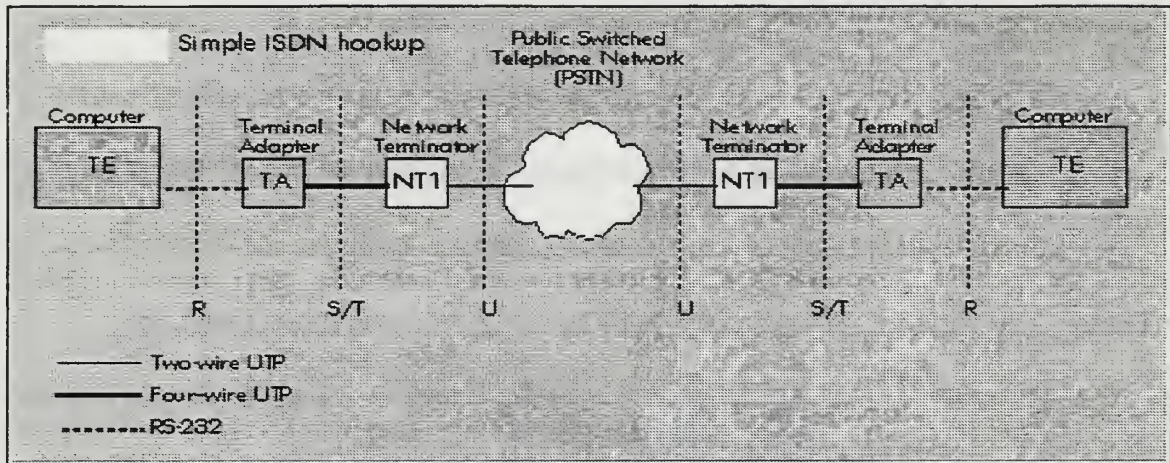 Simple ISDN hookup
Public Switched
Telephone Network
(PSTN)
Computer
TE
Terminal
Adapter
TA
Network
Terminator
NT1
Network
Terminator
NT1
Terminal
Adapter
TA
Computer
TE
R
S/T
U
U
S/T
R
Two-wire UTP
Four-wire UTP
RS-232